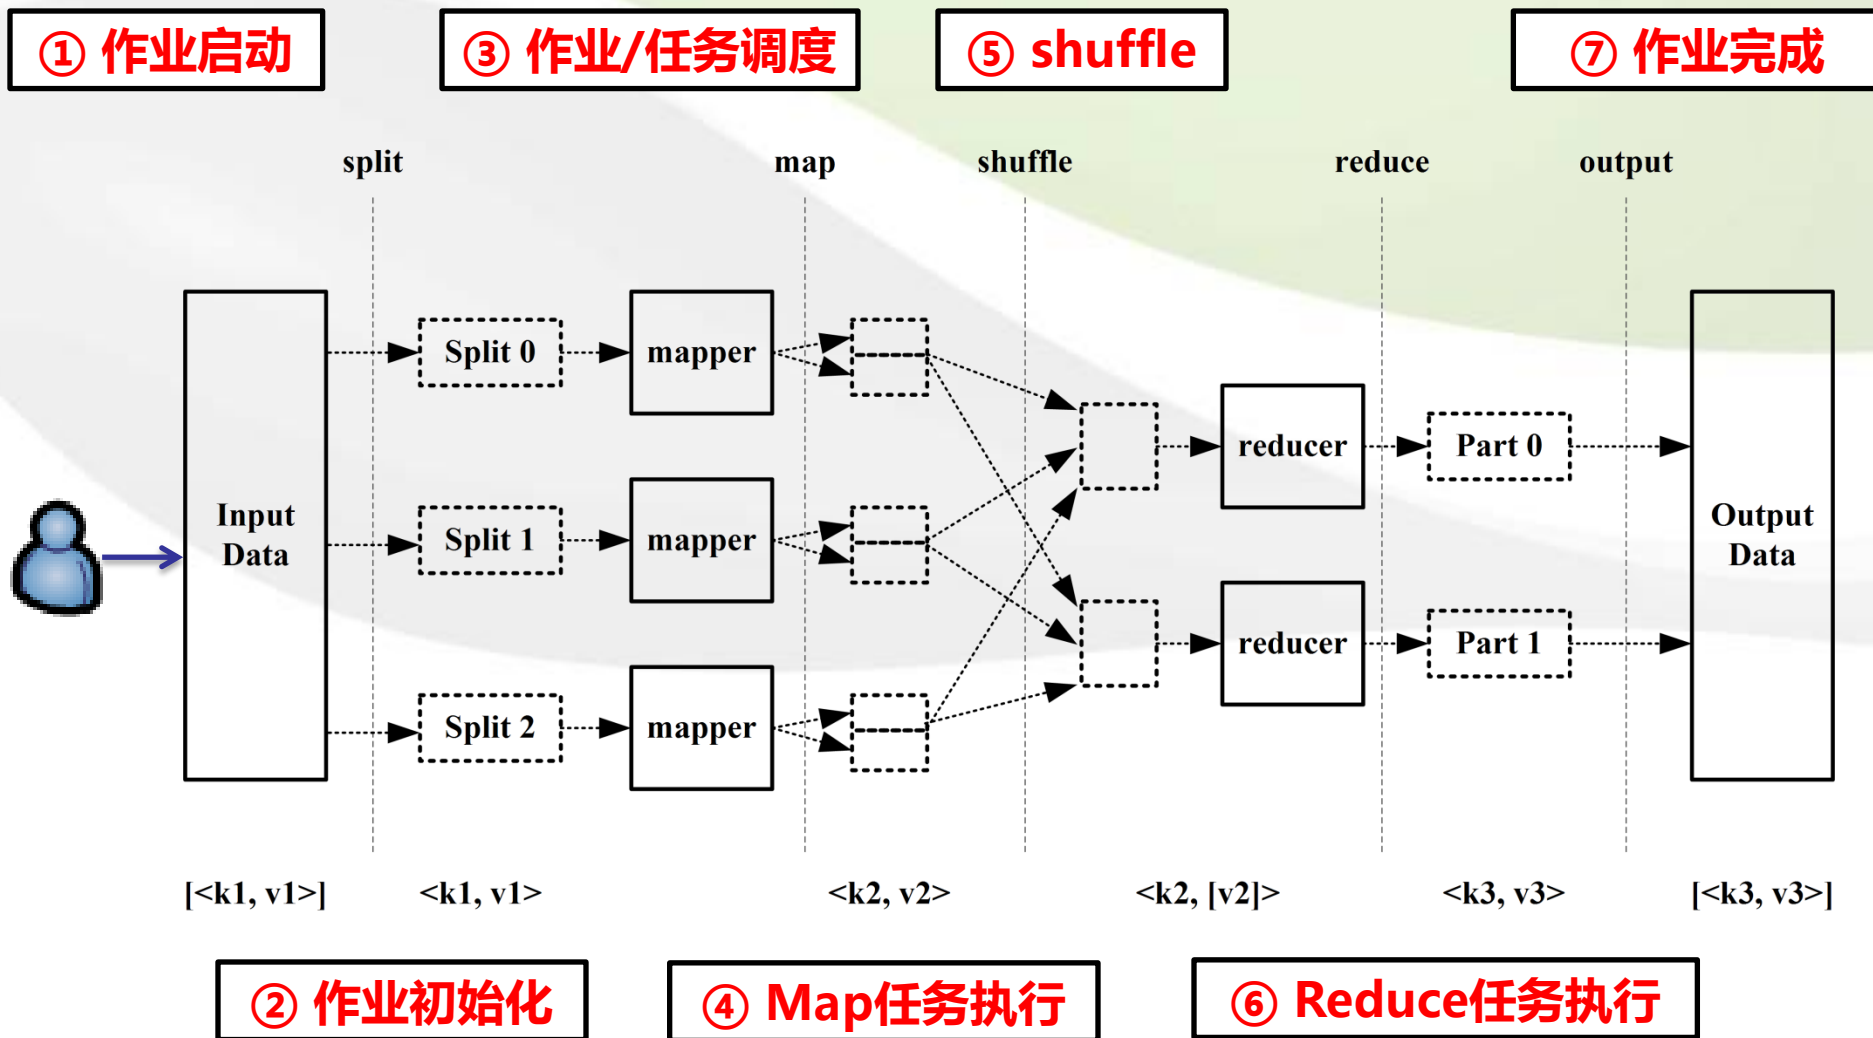 ① 作业启动
③ 作业/任务调度
⑤ shuffle
⑦ 作业完成
split
map
shuffle
reduce
output
Input
Data
Split 0
Split 1
Split 2
mapper
mapper
mapper
reducer
reducer
Part 0
Part 1
Output
Data
[<k1, v1>]
<k1, v1>
<k2, v2>
<k2, [v2]>
<k3, v3>
[<k3, v3>]
② 作业初始化
④ Map任务执行
⑥ Reduce任务执行